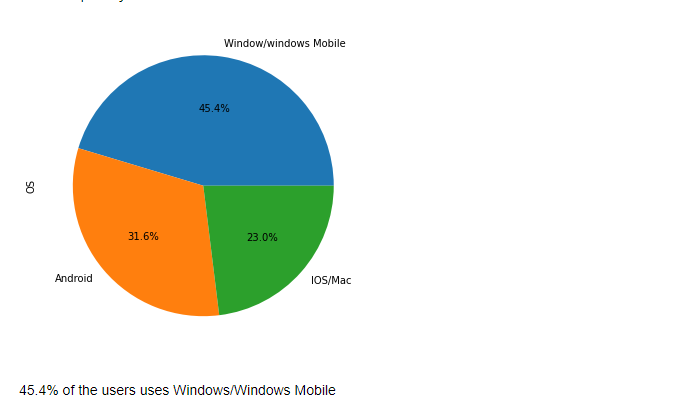 Window/windows Mobile
45.4%
OS
31.6%
23.0%
Android
IOS/Mac
45.4% of the users uses Windows/Windows Mobile